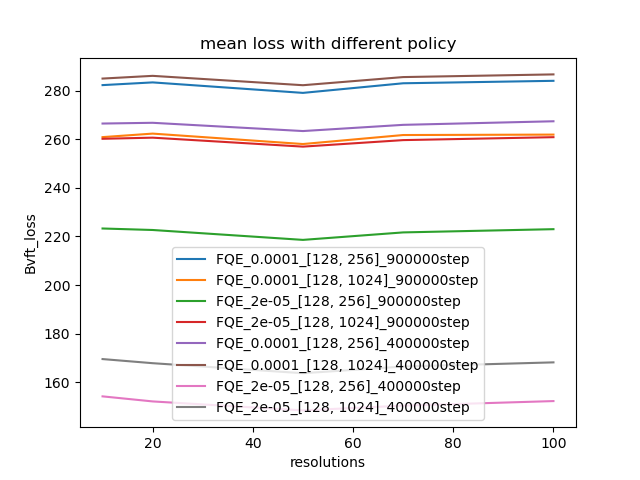 mean loss with different policy
280
260
240
220
200
180
160
Bvft_loss
FQE_0.0001_[128, 256]_900000step
FQE_0.0001_[128, 1024]_900000step
FQE_2e-05_[128, 256]_900000step
FQE_2e-05_[128, 1024]_900000step
FQE_0.0001_[128, 256]_400000step
FQE_0.0001_[128, 1024]_400000step
FQE_2e-05_[128, 256]_400000step
FQE_2e-05_[128, 1024]_400000step
20 40 60 80 100
resolutions